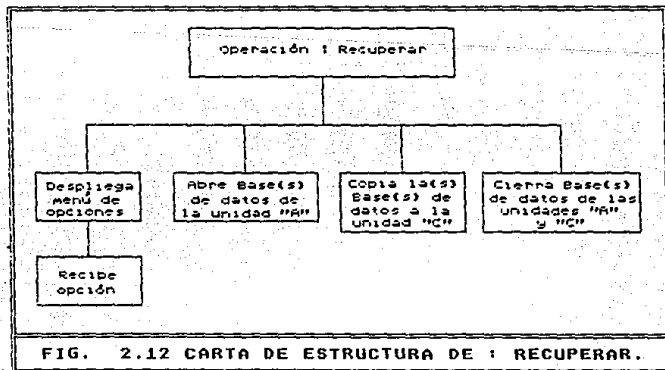 Operación : Recuperar
Despliega
menú de
opciones
Abre Base(s)
de datos de
la unidad "A"
Copia la(s)
Base(s) de
datos a la
unidad "C"
Cierra Base(s)
de datos de las
unidades "A"
y "C"
Recibe
opción
FIG. 2.12 CARTA DE ESTRUCTURA DE : RECUPERAR.